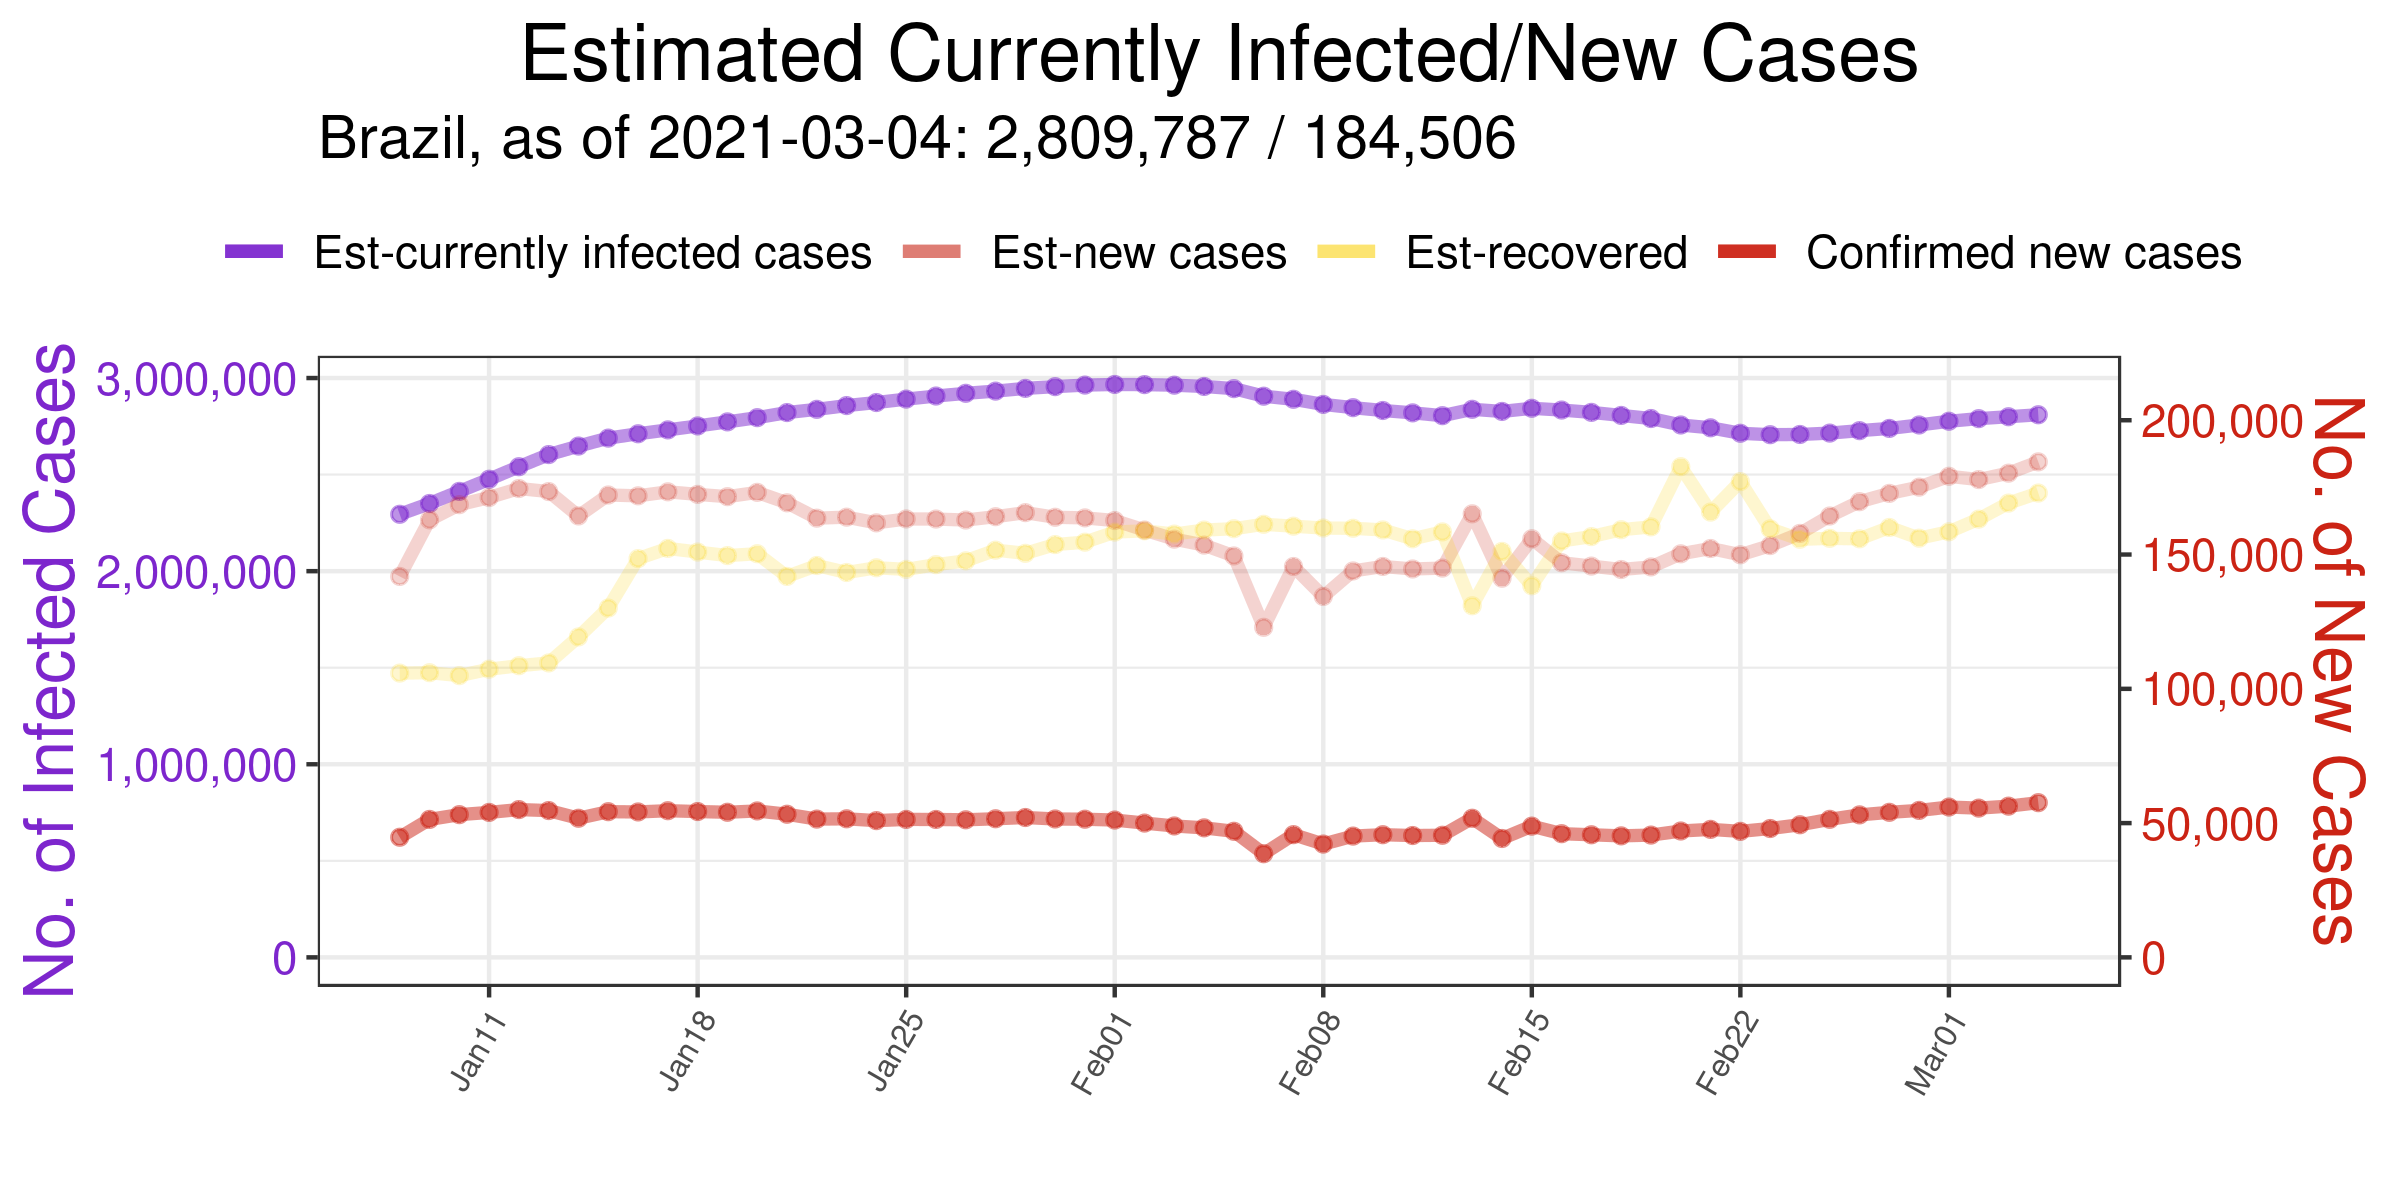 Estimated Currently Infected/New Cases
Brazil, as of 2021-03-04: 2,809,787 / 184,506
Est-currently infected cases Est-new cases Est-recovered Confirmed new cases
No. of Infected Cases
3,000,000
2,000,000
1,000,000
0
200,000
150,000
100,000
50,000
0
No. of New Cases
Jan11 Jan18 Jan25 Feb01 Feb08 Feb15 Feb22 Mar01